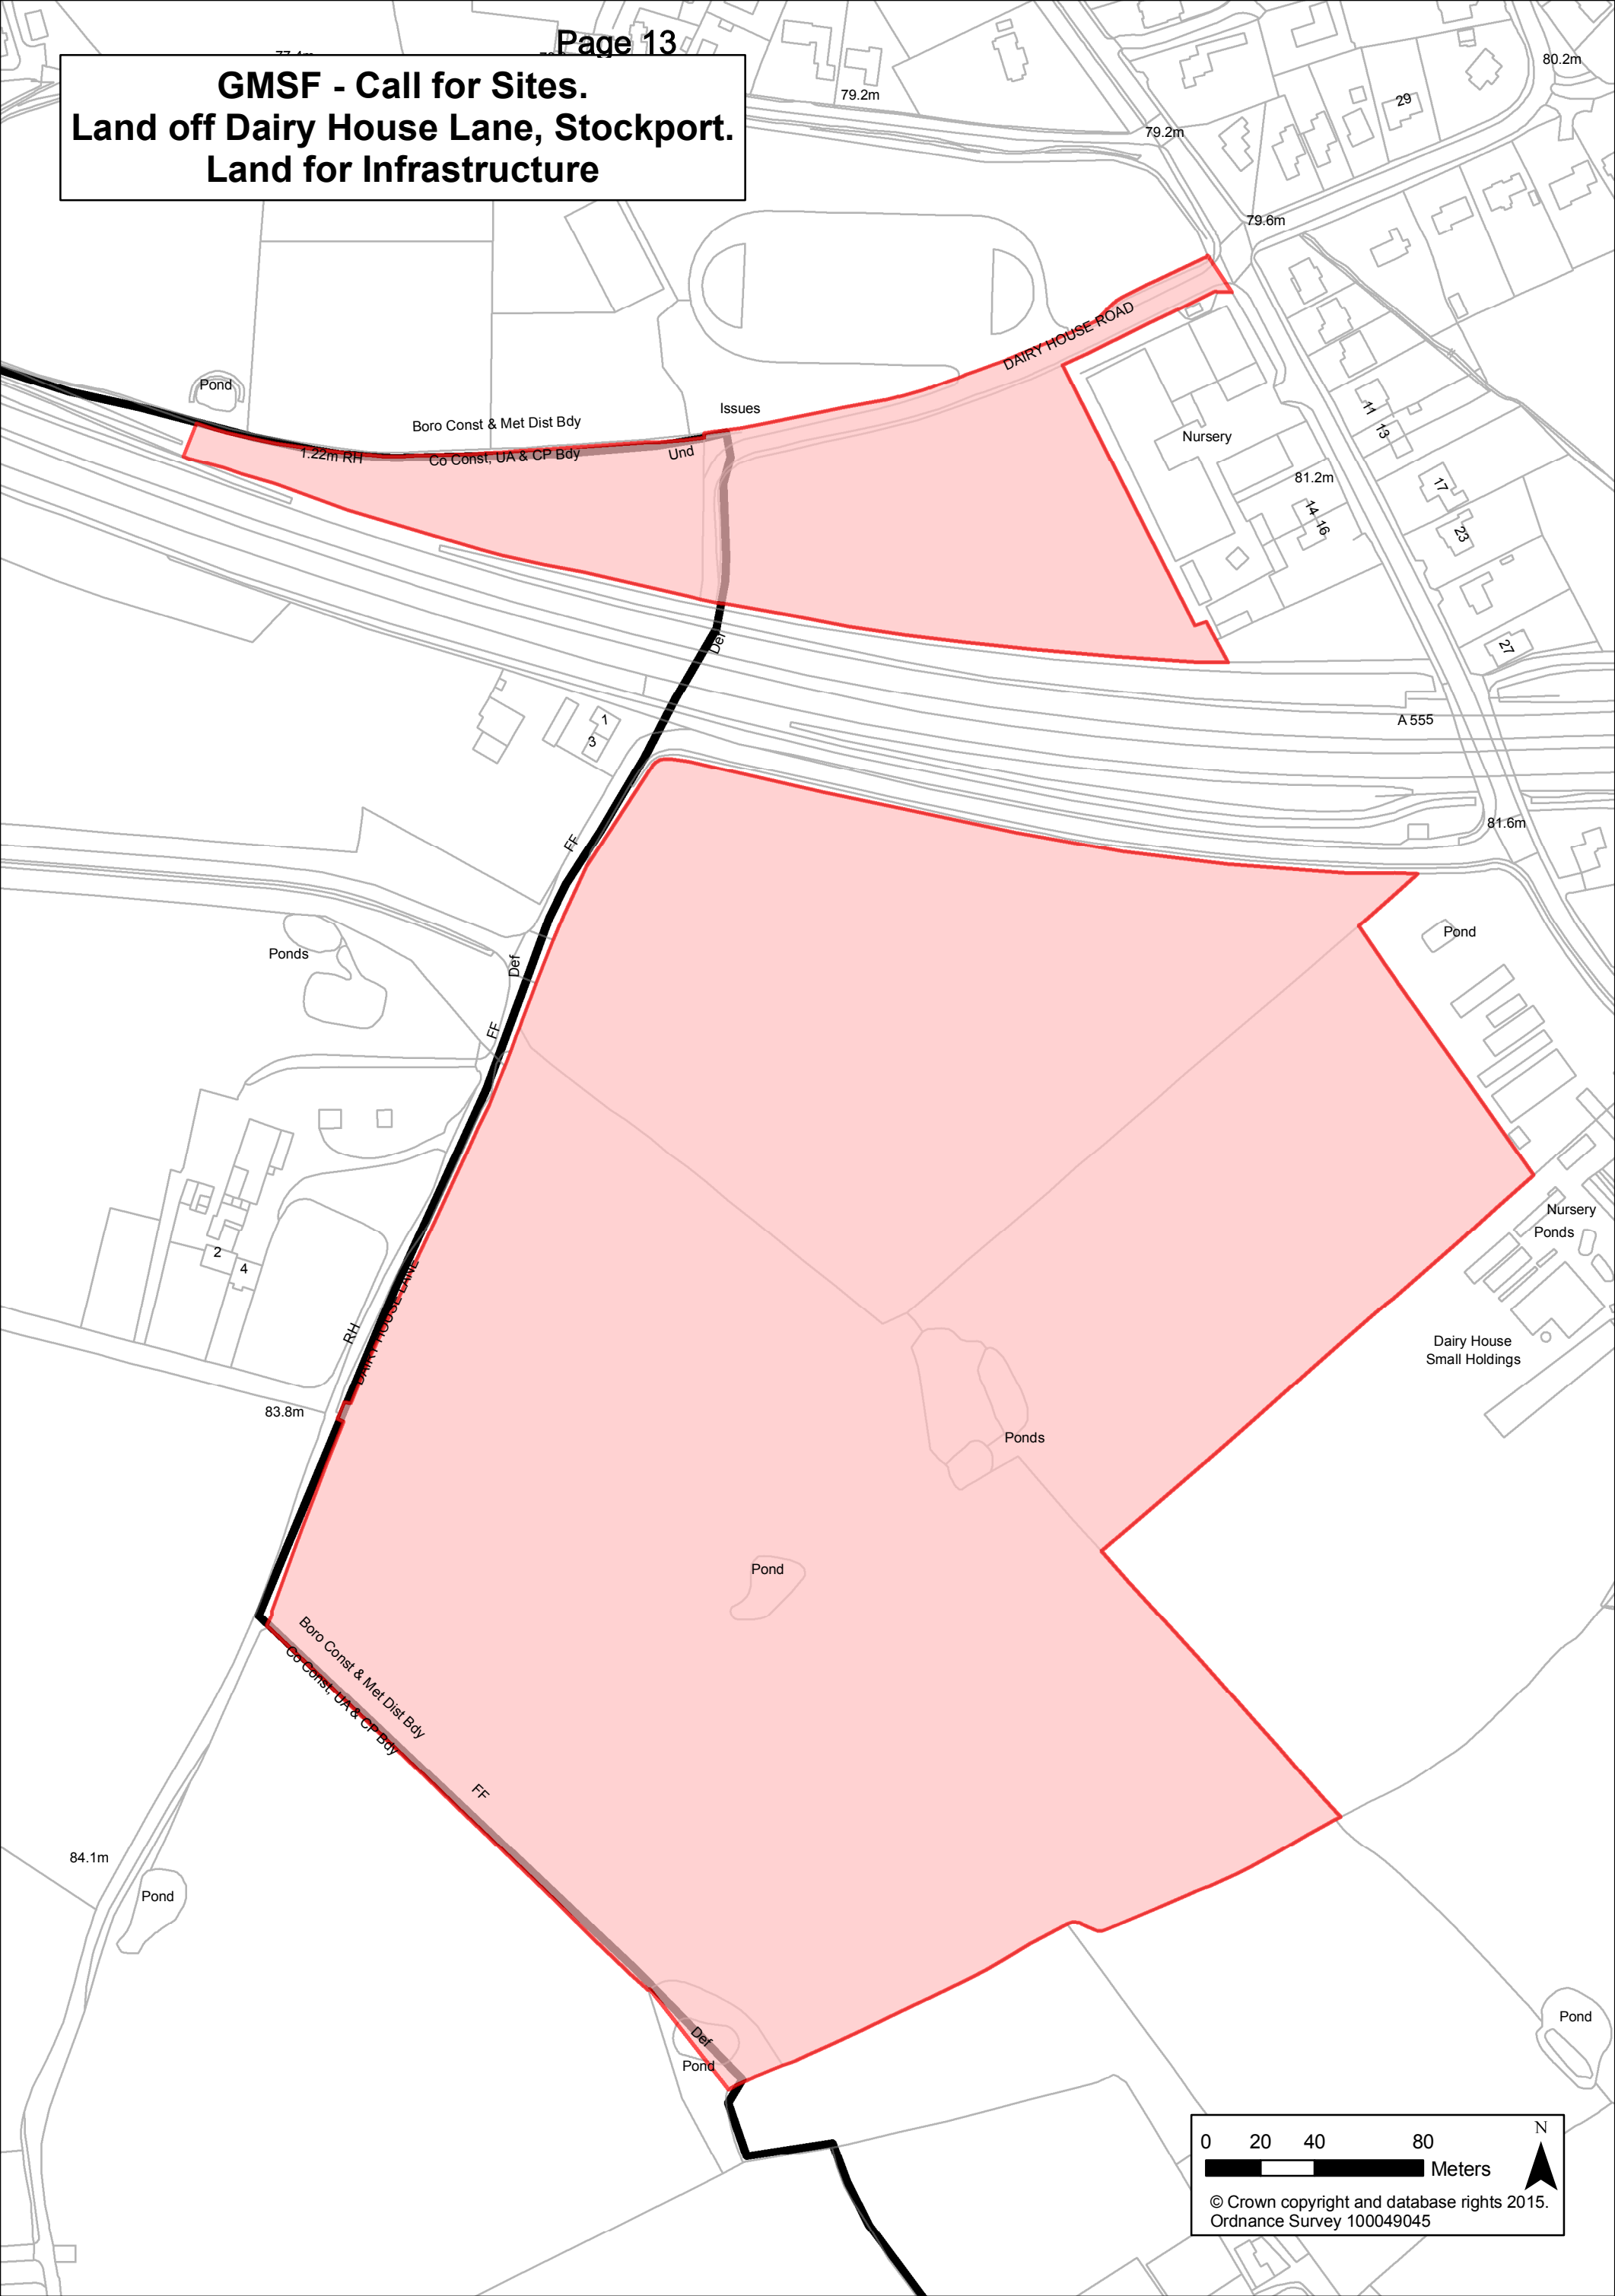 Page 13
GMSF - Call for Sites.
Land off Dairy House Lane, Stockport.
Land for Infrastructure
80.2m
79.2m
29
79.2m
79.6m
DAIRY HOUSE ROAD
Pond
Issues
Boro Const & Met Dist Bdy
1.22m RH
Co Const, UA & CP Bdy
Und
Nursery
11
13
81.2m
17
14
16
23
27
Def
1
3
A 555
81.6m
FF
Ponds
Def
Pond
FF
2
4
Nursery
Ponds
DAIRY HOUSE LANE
RH
Dairy House
Small Holdings
83.8m
Ponds
Pond
Boro Const & Met Dist Bdy
Co Const, UA & CP Bdy
FF
84.1m
Pond
Def
Pond
Pond
0 20 40 80
Meters
N
© Crown copyright and database rights 2015.
Ordnance Survey 100049045